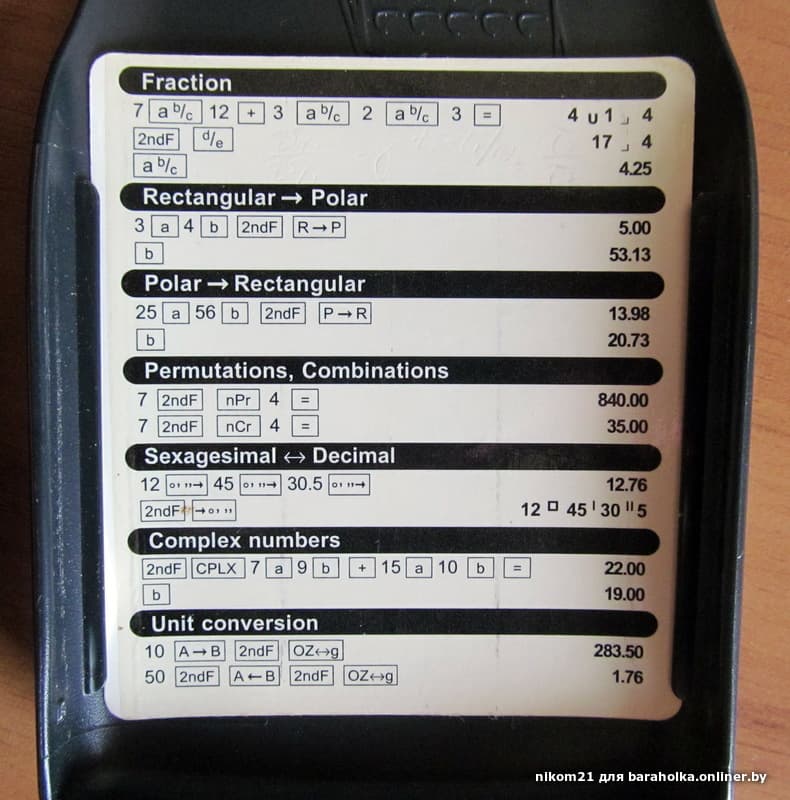 Fraction
7 a b/c 12 + 3 a b/c 2 a b/c 3 = 4 ∪ 1 ⌟ 4
2ndF d/e 17 ⌟ 4
a b/c 4.25
Rectangular → Polar
3 a 4 b 2ndF R→P 5.00
b 53.13
Polar → Rectangular
25 a 56 b 2ndF P→R 13.98
b 20.73
Permutations, Combinations
7 2ndF nPr 4 = 840.00
7 2ndF nCr 4 = 35.00
Sexagesimal ↔ Decimal
12 o’ ”→ 45 o’ ”→ 30.5 o’ ”→ 12.76
2ndF →o’ ” 12 □ 45 ' 30 " 5
Complex numbers
2ndF CPLX 7 a 9 b + 15 a 10 b = 22.00
b 19.00
Unit conversion
10 A→B 2ndF OZ↔g 283.50
50 2ndF A←B 2ndF OZ↔g 1.76
nikom21 для baraholka.onliner.by